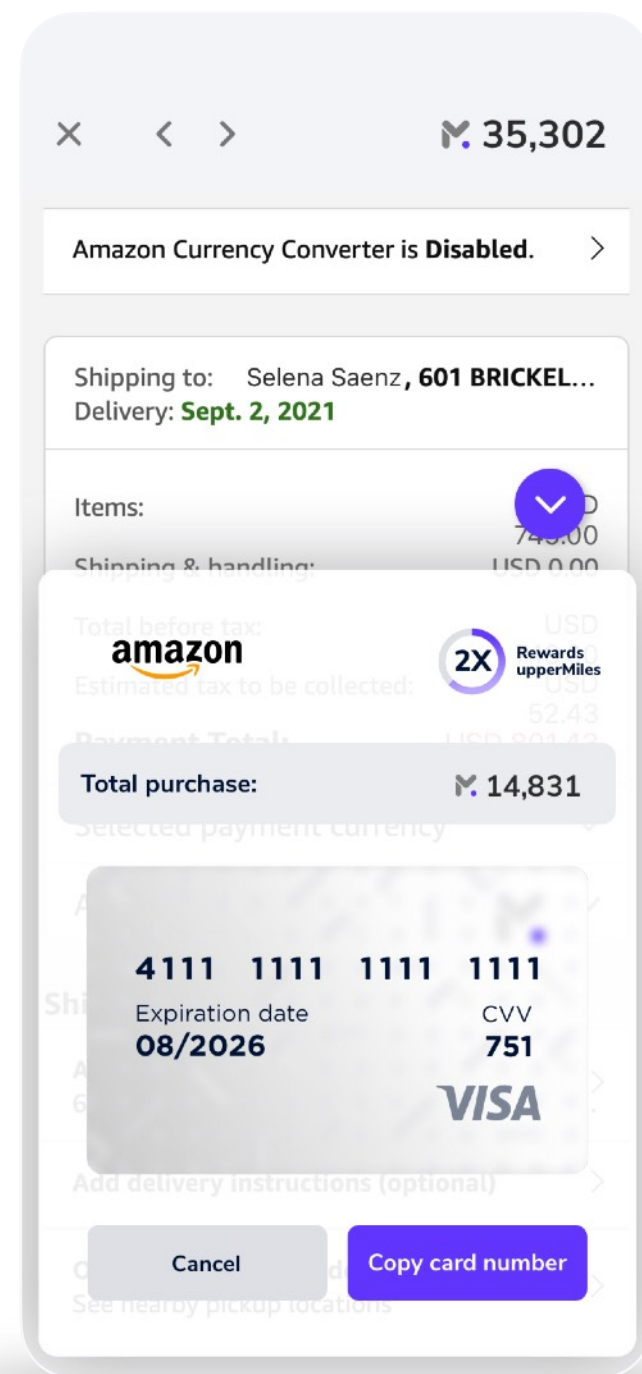 35,302
Amazon Currency Converter is Disabled.
Shipping to: Selena Saenz, 601 BRICKEL...
Delivery: Sept. 2, 2021
Items:
Shipping & handling: USD 0.00
Total before tax: USD
amazon
2X Rewards
upperMiles
Estimated tax to be collected: USD
52.43
Payment Total: USD 801.43
Total purchase: 14,831
Selected payment currency
4111 1111 1111 1111
Expiration date CVV
08/2026 751
VISA
Add delivery instructions (optional)
Cancel Copy card number
See nearby pickup locations